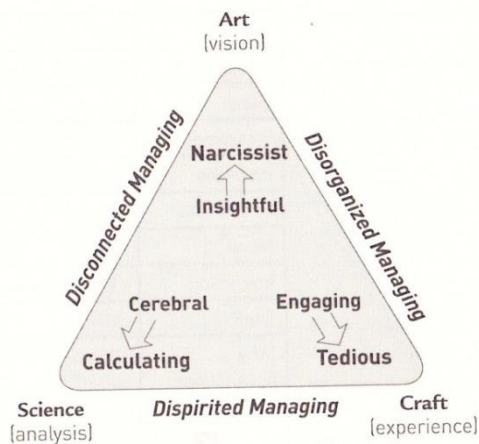 Art
(vision)
Disconnected Managing
Disorganized Managing
Narcissist
Insightful
Cerebral
Engaging
Calculating
Tedious
Science
(analysis)
Dispirited Managing
Craft
(experience)